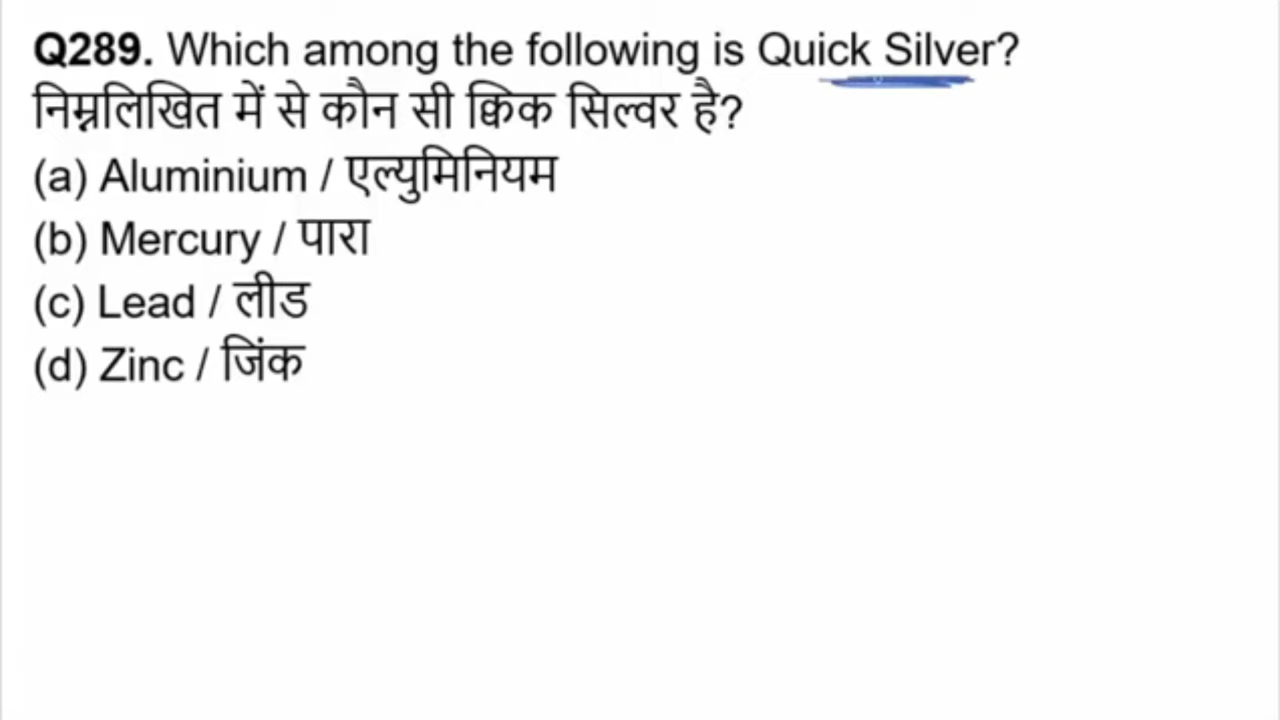 Q289. Which among the following is Quick Silver?
निम्नलिखित में से कौन सी क्विक सिल्वर है?
(a) Aluminium / एल्युमिनियम
(b) Mercury / पारा
(c) Lead / लीड
(d) Zinc / जिंक